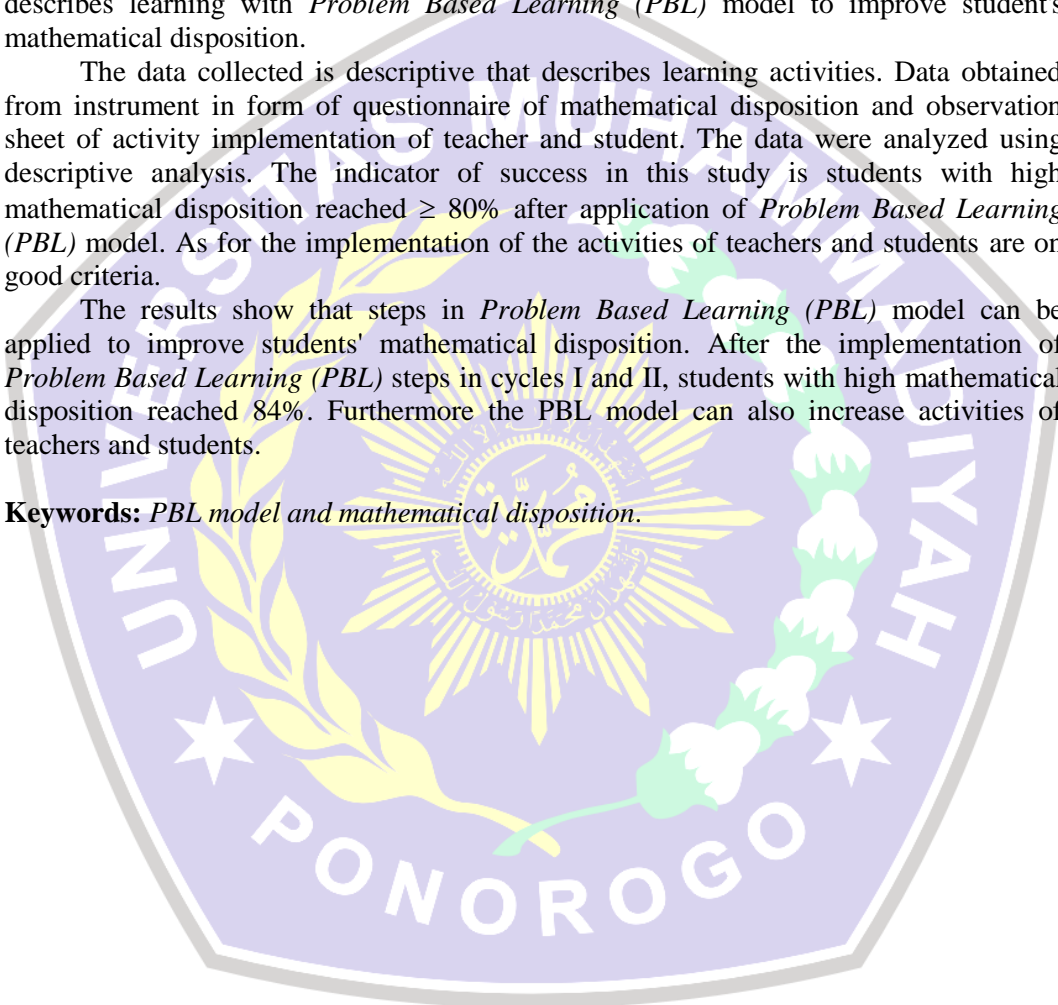 describes learning with Problem Based Learning (PBL) model to improve student's
mathematical disposition.
The data collected is descriptive that describes learning activities. Data obtained
from instrument in form of questionnaire of mathematical disposition and observation
sheet of activity implementation of teacher and student. The data were analyzed using
descriptive analysis. The indicator of success in this study is students with high
mathematical disposition reached ≥ 80% after application of Problem Based Learning
(PBL) model. As for the implementation of the activities of teachers and students are on
good criteria.
The results show that steps in Problem Based Learning (PBL) model can be
applied to improve students' mathematical disposition. After the implementation of
Problem Based Learning (PBL) steps in cycles I and II, students with high mathematical
disposition reached 84%. Furthermore the PBL model can also increase activities of
teachers and students.
Keywords: PBL model and mathematical disposition.
UNIVERSITAS MUHAMMADIYAH
PONOROGO